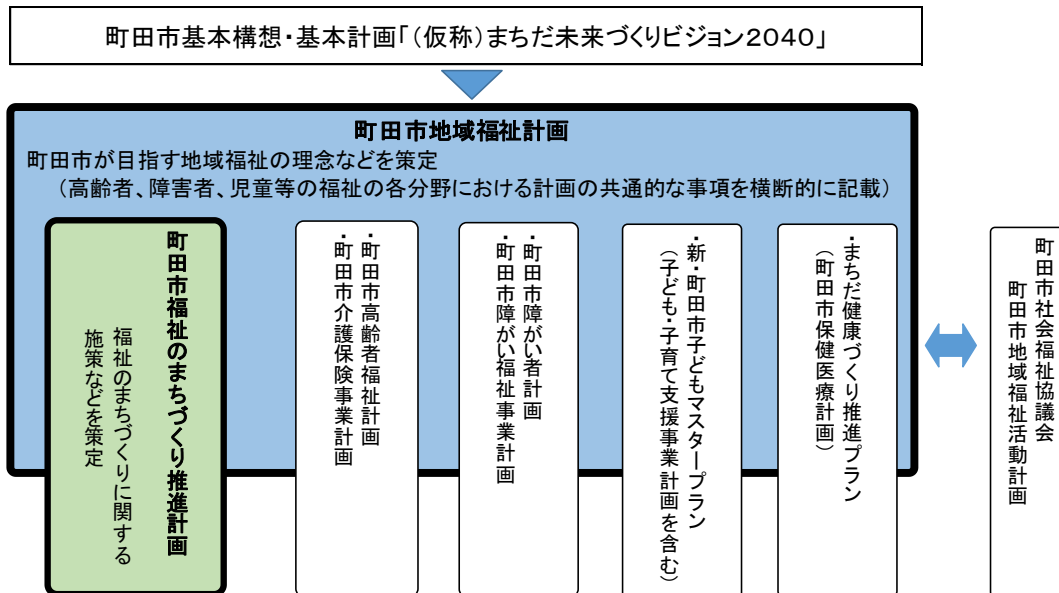 町田市基本構想・基本計画「(仮称)まちだ未来づくりビジョン2040」
町田市地域福祉計画
町田市が目指す地域福祉の理念などを策定
(高齢者、障害者、児童等の福祉の各分野における計画の共通的な事項を横断的に記載)
町田市福祉のまちづくり推進計画
福祉のまちづくりに関する
施策などを策定
・町田市高齢者福祉計画
・町田市介護保険事業計画
・町田市障がい者計画
・町田市障がい福祉事業計画
・新・町田市子どもマスタープラン
(子ども・子育て支援事業計画を含む)
・まちだ健康づくり推進プラン
(町田市保健医療計画)
町田市社会福祉協議会
町田市地域福祉活動計画